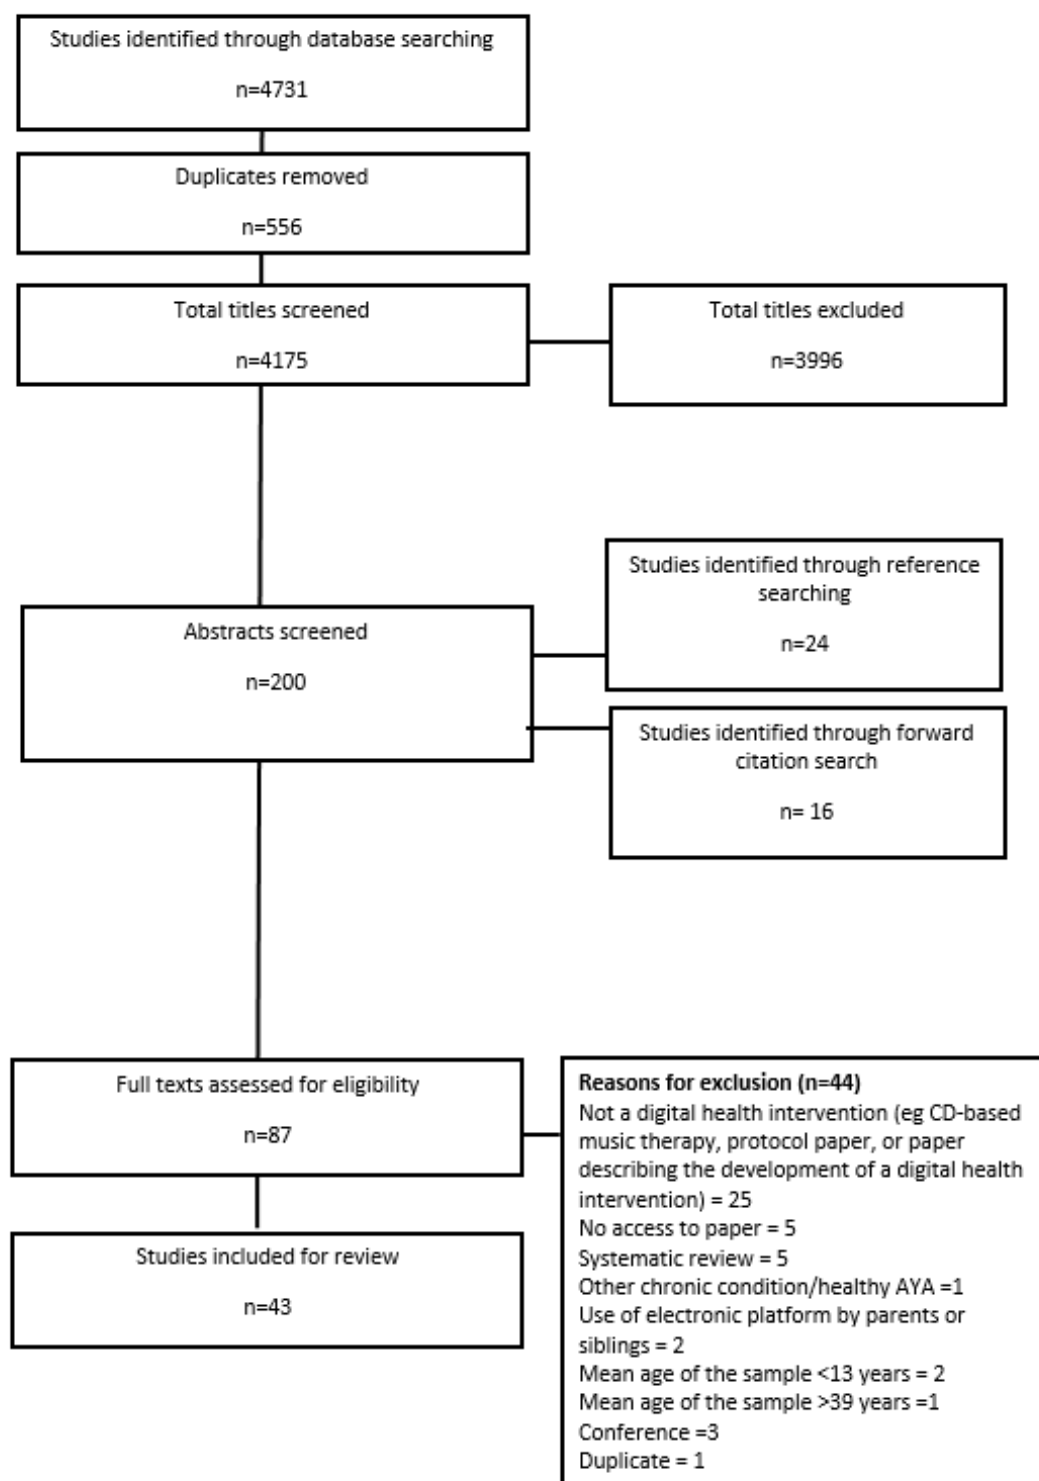 Studies identified through database searching
n=4731
Duplicates removed
n=556
Total titles screened
n=4175
Total titles excluded
n=3996
Studies identified through reference
searching
n=24
Abstracts screened
n=200
Studies identified through forward
citation search
n= 16
Full texts assessed for eligibility
n=87
Reasons for exclusion (n=44)
Not a digital health intervention (eg CD-based
music therapy, protocol paper, or paper
describing the development of a digital health
intervention) = 25
No access to paper = 5
Systematic review = 5
Other chronic condition/healthy AYA =1
Use of electronic platform by parents or
siblings = 2
Mean age of the sample <13 years = 2
Mean age of the sample >39 years =1
Conference =3
Duplicate = 1
Studies included for review
n=43